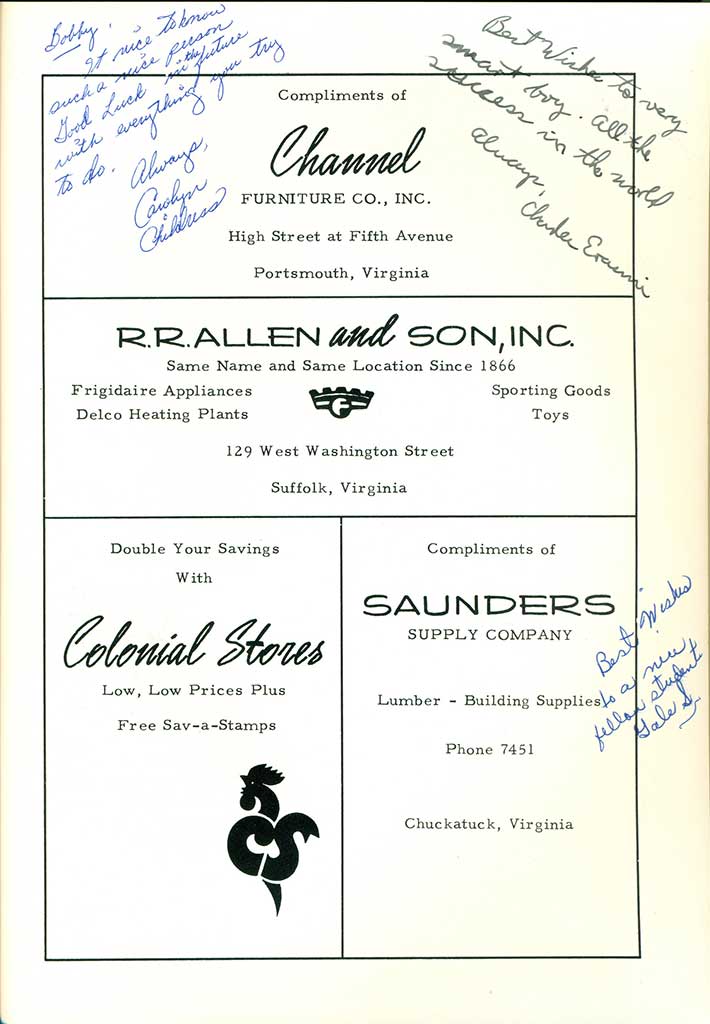 Bobby,
It nice to know
such a nice person
Good Luck in the future
with everything you try
to do. Always,
Carolyn
Childress
Best Wishes to very
smart boy. All the
success in the world
always,
Compliments of
Channel
FURNITURE CO., INC.
High Street at Fifth Avenue
Portsmouth, Virginia
R.R. ALLEN and SON, INC.
Same Name and Same Location Since 1866
Frigidaire Appliances
Delco Heating Plants
F
Sporting Goods
Toys
129 West Washington Street
Suffolk, Virginia
Double Your Savings
With
Colonial Stores
Low, Low Prices Plus
Free Sav-a-Stamps
CS
Compliments of
SAUNDERS
SUPPLY COMPANY
Lumber - Building Supplies
Phone 7451
Chuckatuck, Virginia
Best Wishes
to a nice
fellow student
Gale S.